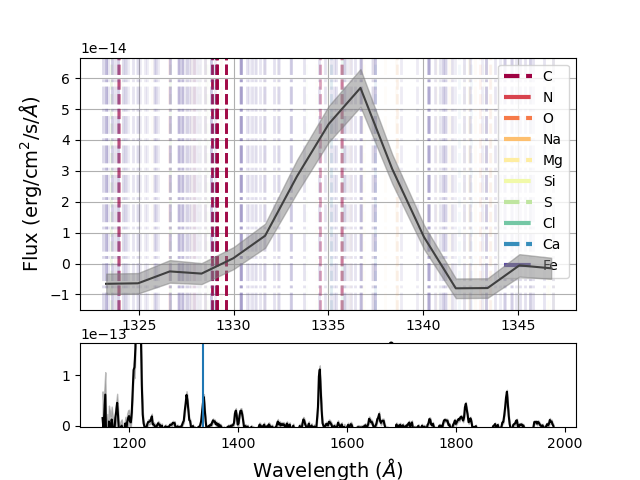 1e−14
6
5
4
3
2
1
0
−1
Flux (erg/cm²/s/Å)
C
N
O
Na
Mg
Si
S
Cl
Ca
Fe
1325 1330 1335 1340 1345
1e−13
1
0
1200 1400 1600 1800 2000
Wavelength (Å)